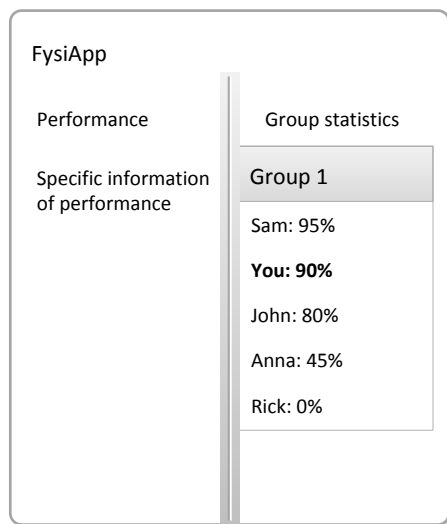 FysiApp
Performance
Specific information
of performance
Group statistics
Group 1
Sam: 95%
You: 90%
John: 80%
Anna: 45%
Rick: 0%